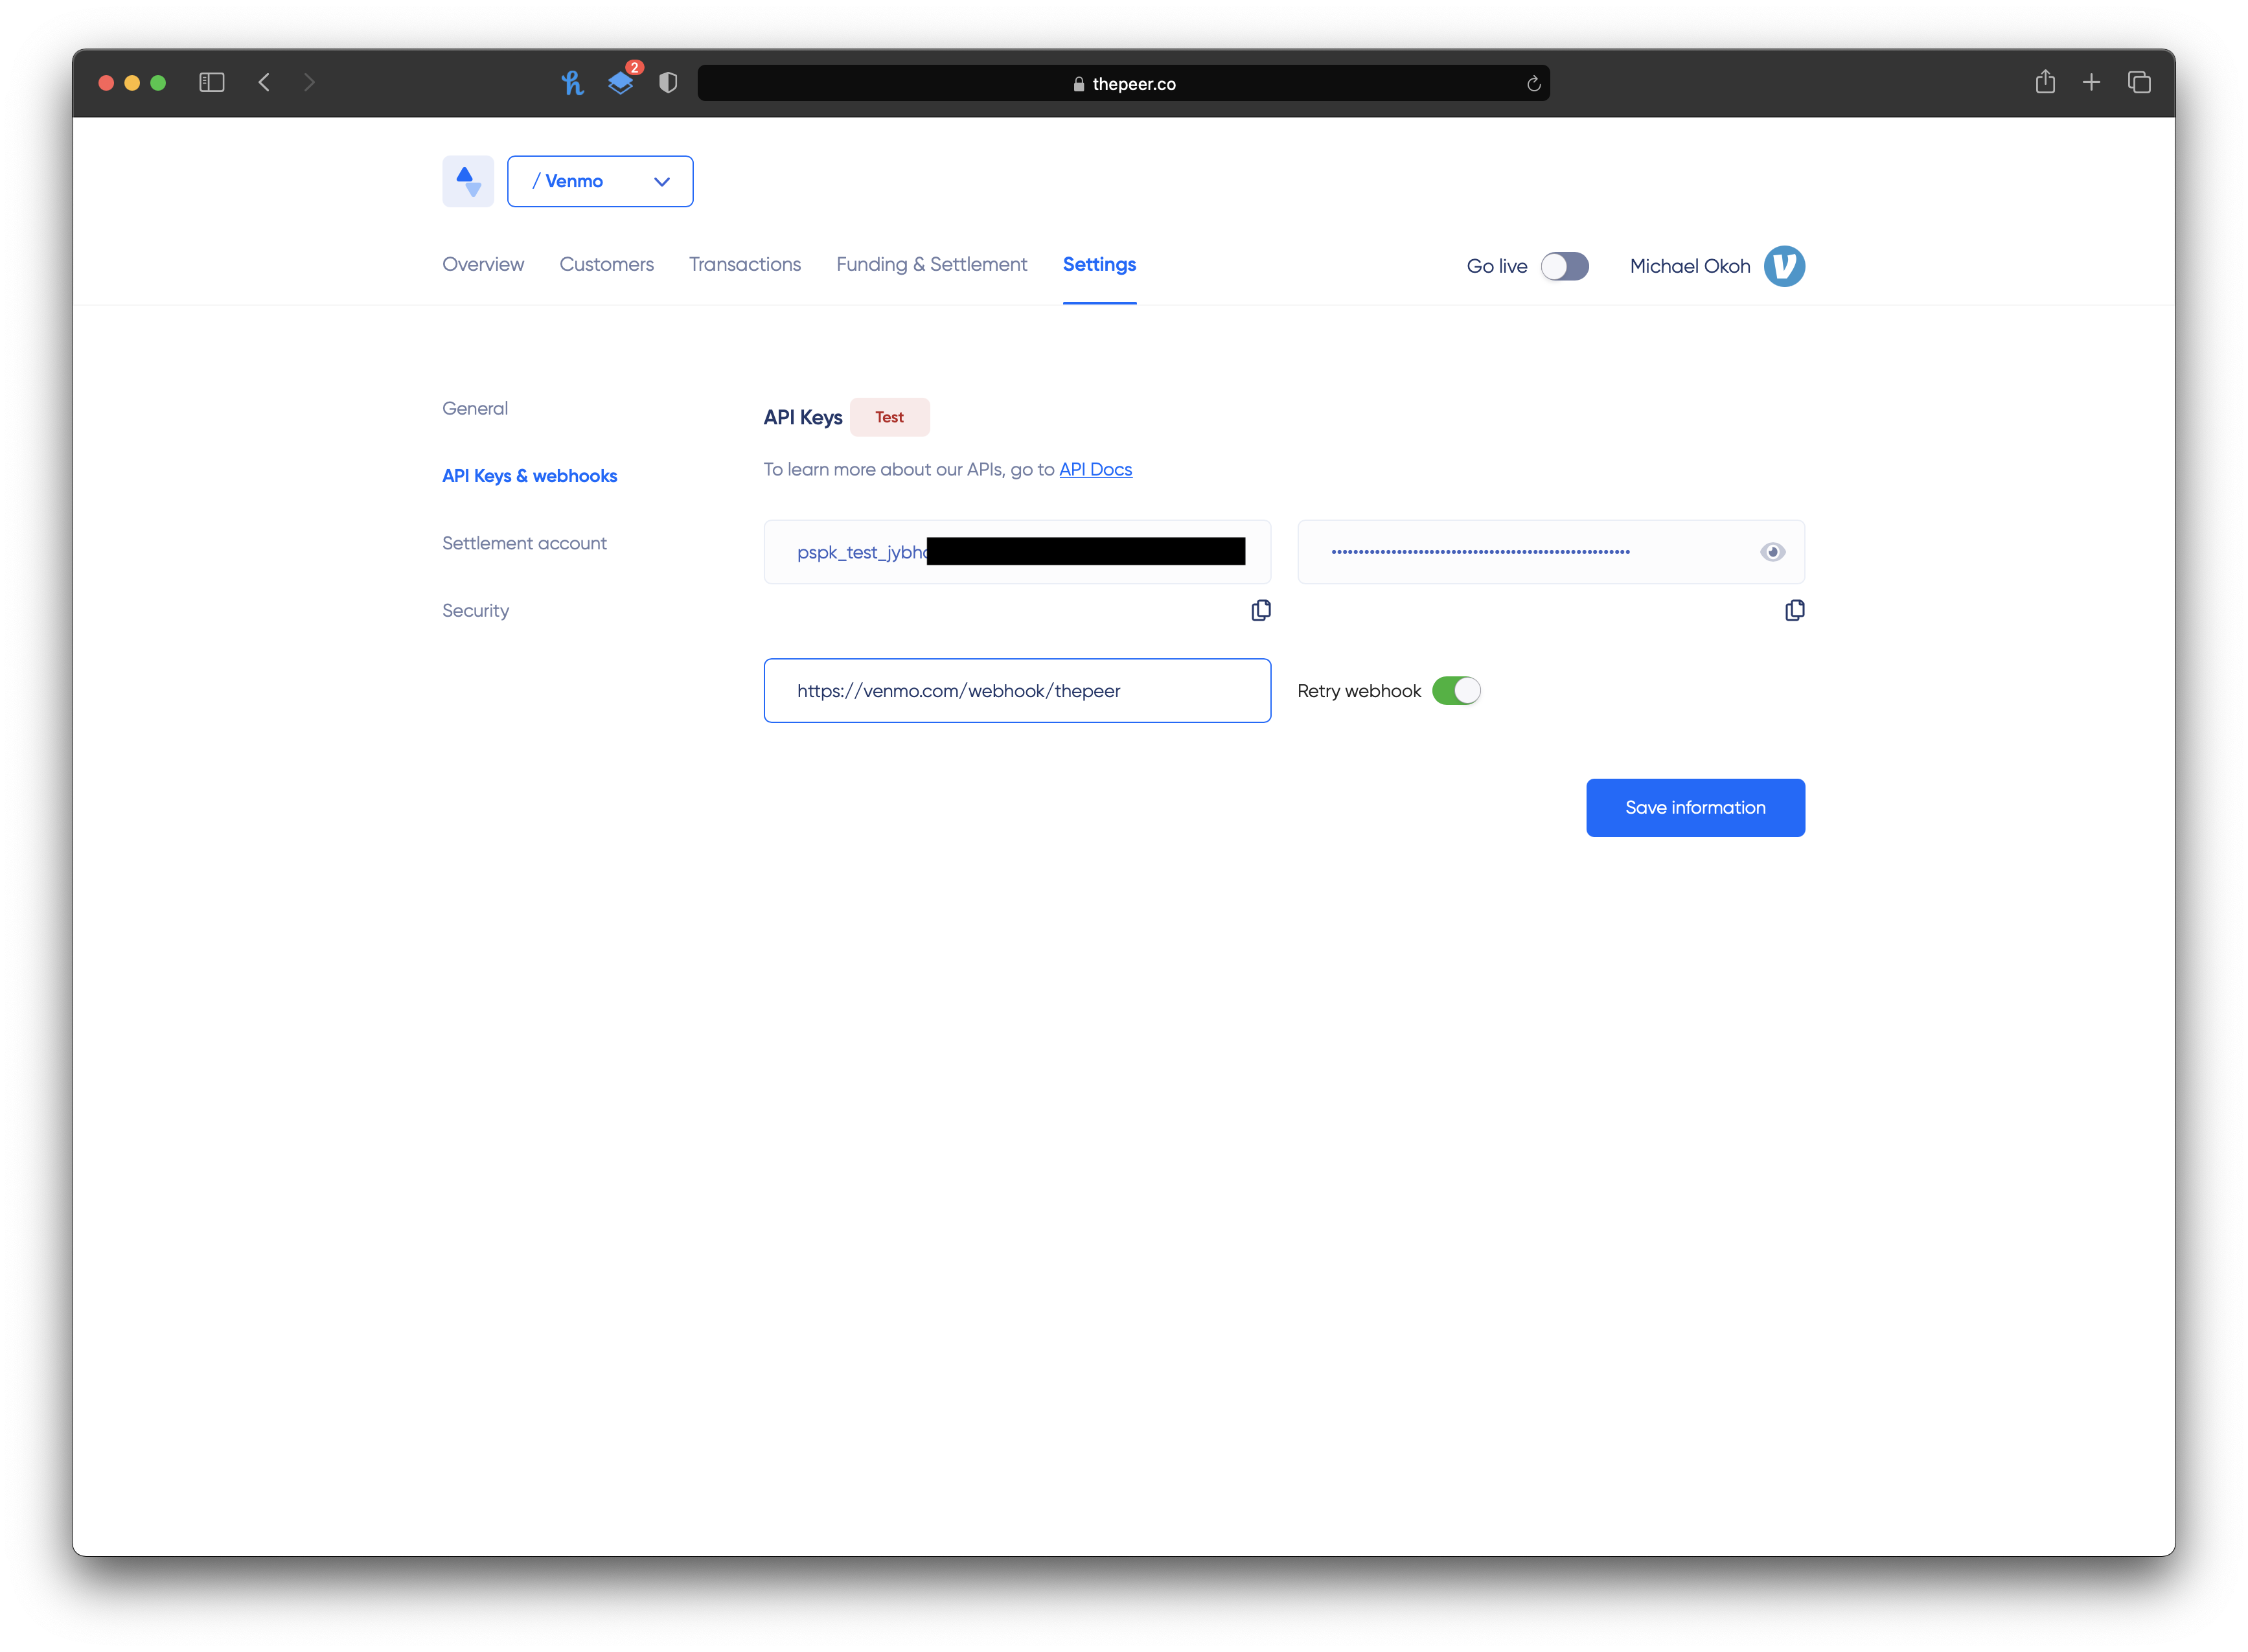 2
thepeer.co
/ Venmo
Overview Customers Transactions Funding & Settlement Settings Go live Michael Okoh
General
API Keys Test
To learn more about our APIs, go to API Docs
API Keys & webhooks
Settlement account
pspk_test_jybh
Security
https://venmo.com/webhook/thepeer Retry webhook
Save information